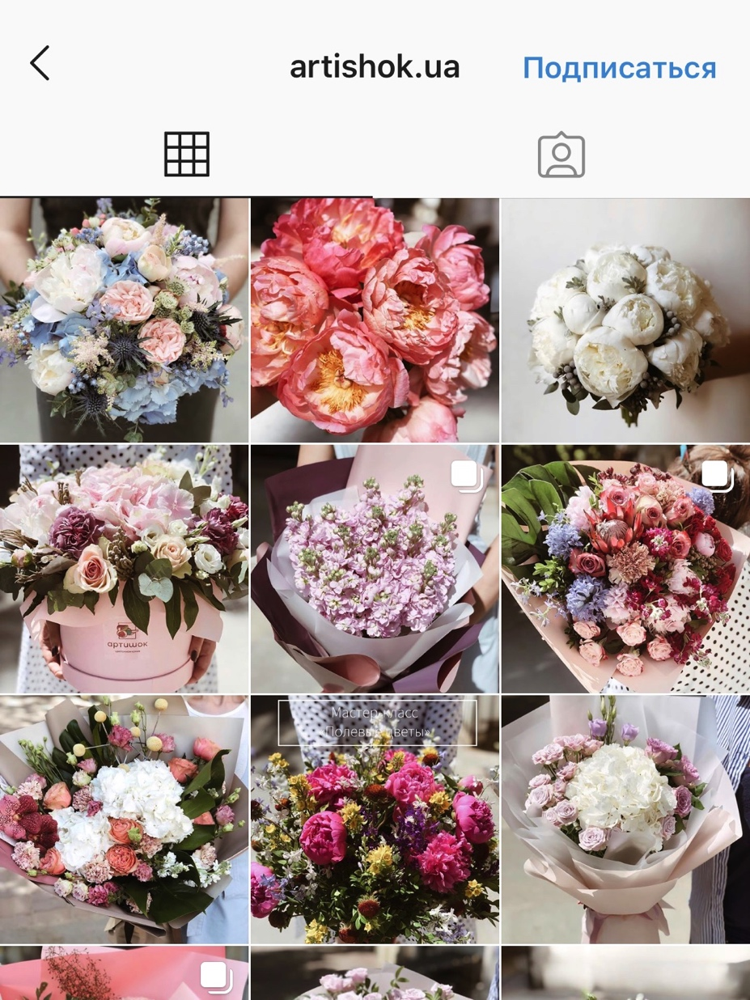 artishok.ua
Подписаться
артишок
Мастер-класс
Полевые цветы»